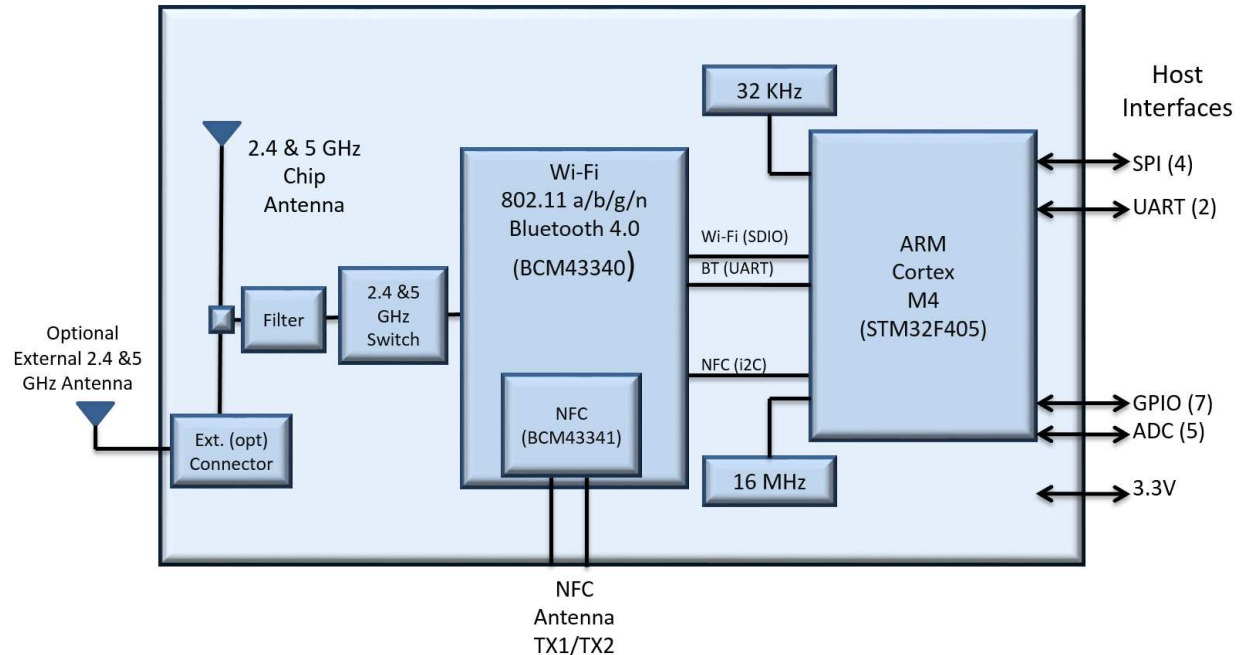 32 KHz
Host
Interfaces
2.4 & 5 GHz
Chip
Antenna
Wi-Fi
802.11 a/b/g/n
Bluetooth 4.0
(BCM43340)
SPI (4)
UART (2)
Wi-Fi (SDIO)
BT (UART)
ARM
Cortex
M4
(STM32F405)
Filter
2.4 &5
GHz
Switch
Optional
External 2.4 &5
GHz Antenna
NFC (i2C)
GPIO (7)
ADC (5)
Ext. (opt)
Connector
NFC
(BCM43341)
16 MHz
3.3V
NFC
Antenna
TX1/TX2